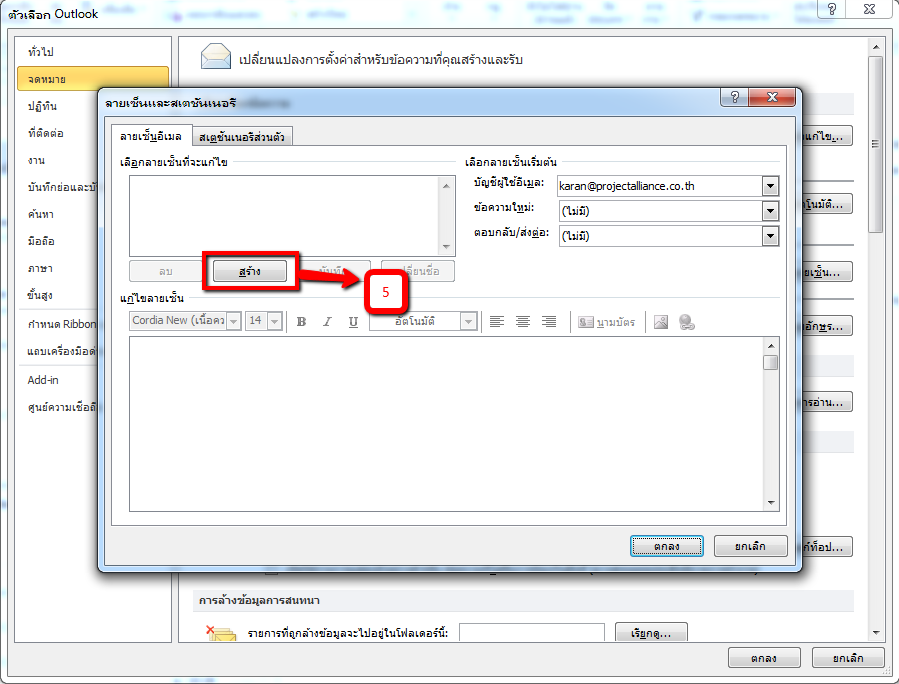 ตัวเลือก Outlook
ทั่วไป
จดหมาย
ปฏิทิน
ที่ติดต่อ
งาน
บันทึกย่อและบั
ค้นหา
มือถือ
ภาษา
ขั้นสูง
กำหนด Ribbon
แถบเครื่องมือด่
Add-in
ศูนย์ความเชื่อถื
เปลี่ยนแปลงการตั้งค่าสำหรับข้อความที่คุณสร้างและรับ
ลายเซ็นและสเตชันเนอรี
ลายเซ็นอีเมล
สเตชันเนอรีส่วนตัว
เลือกลายเซ็นที่จะแก้ไข
ลบ
สร้าง
บันทึก
ลี่ยนชื่อ
5
เลือกลายเซ็นเริ่มต้น
บัญชีผู้ใช้อีเมล: karan@projectalliance.co.th
ข้อความใหม่: (ไม่มี)
ตอบกลับ/ส่งต่อ: (ไม่มี)
แก้ไขลายเซ็น
Cordia New (เนื้อคว 14 B I U อัตโนมัติ นามบัตร
ตกลง
ยกเลิก
แก้ไข...
โนมัติ...
ยเซ็น...
อักษร...
ารอ่าน...
ก์ท็อป...
การล้างข้อมูลการสนทนา
รายการที่ถูกล้างข้อมูลจะไปอยู่ในโฟลเดอร์นี้:
เรียกดู...
ตกลง
ยกเลิก